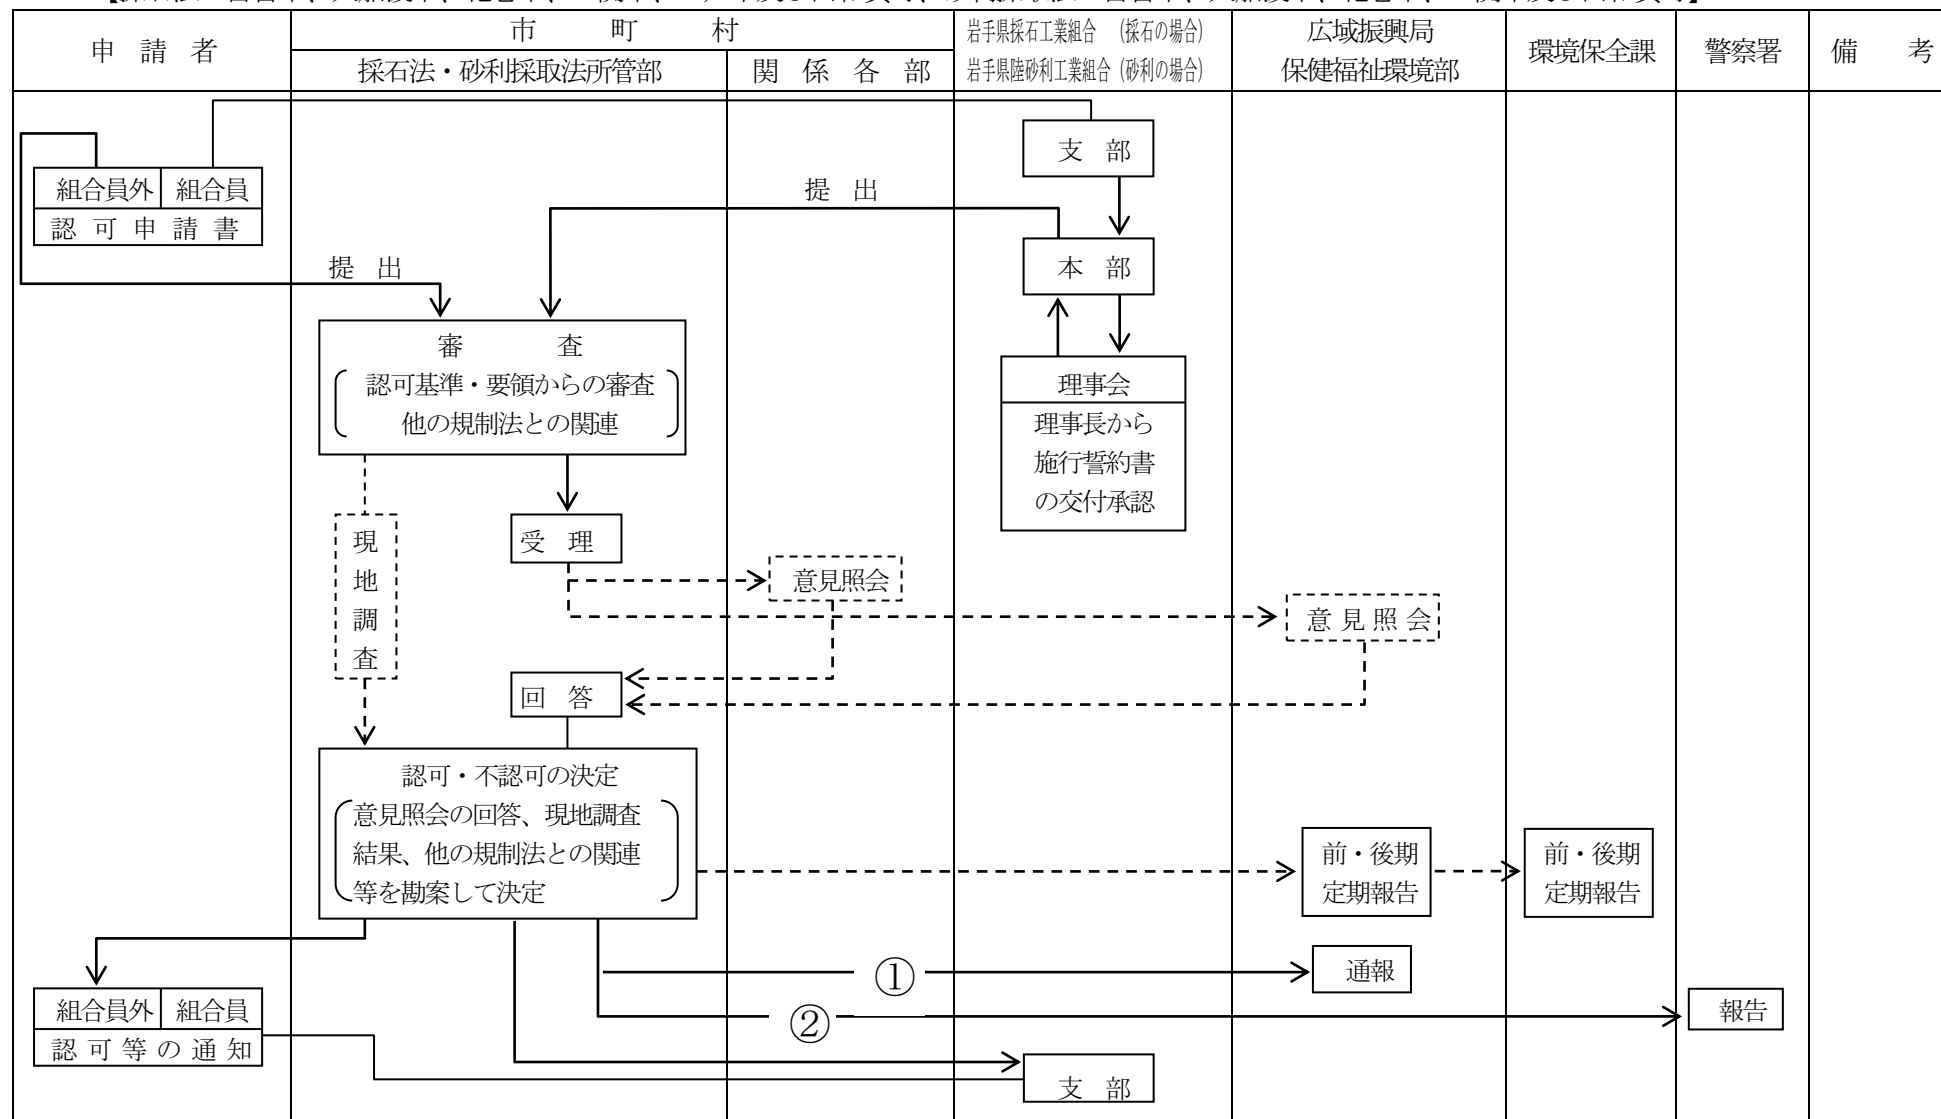 申請者
市町村
採石法・砂利採取法所管部
関係各部
岩手県採石工業組合 (採石の場合)
岩手県陸砂利工業組合 (砂利の場合)
広域振興局
保健福祉環境部
環境保全課
警察署
備考
支部
組合員外 組合員
認可申請書
提出
本部
提出
審査
認可基準・要領からの審査
他の規制法との関連
理事会
理事長から
施行誓約書
の交付承認
現地調査
受理
意見照会
意見照会
回答
認可・不認可の決定
意見照会の回答、現地調査
結果、他の規制法との関連
等を勘案して決定
前・後期
定期報告
前・後期
定期報告
①
通報
②
報告
組合員外 組合員
認可等の通知
支部